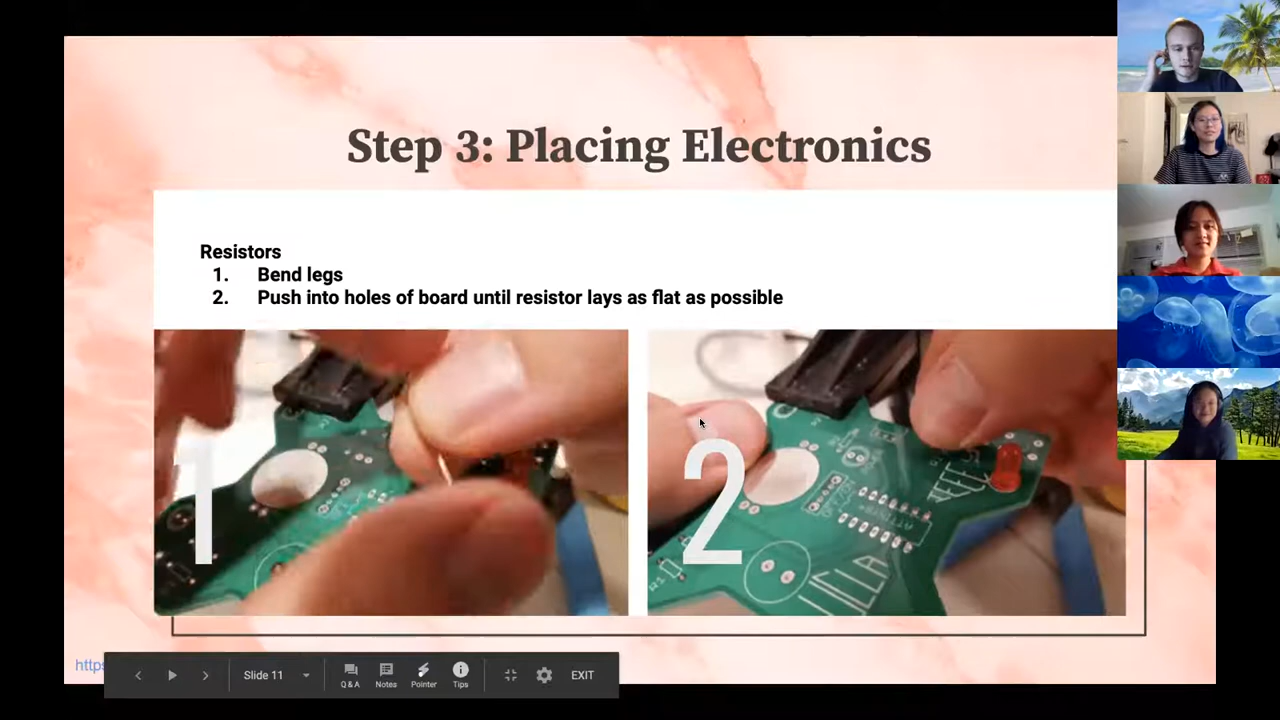 Step 3: Placing Electronics
Resistors
1. Bend legs
2. Push into holes of board until resistor lays as flat as possible
1
2
https
Slide 11
Q&A
Notes
Pointer
Tips
EXIT